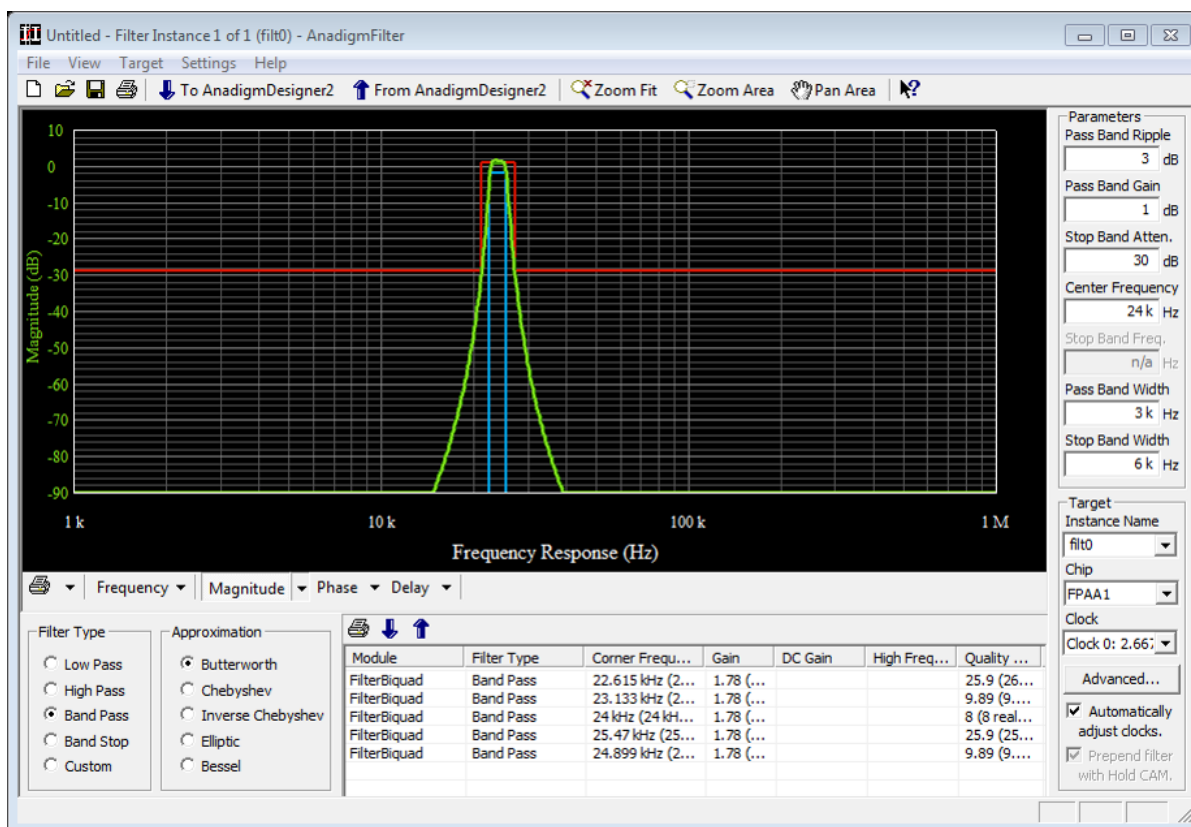 Untitled - Filter Instance 1 of 1 (filt0) - AnadigmFilter
File View Target Settings Help
To AnadigmDesigner2 From AnadigmDesigner2 Zoom Fit Zoom Area Pan Area
10
0
-10
-20
-30
-40
-50
-60
-70
-80
-90
Magnitude (dB)
1 k 10 k 100 k 1 M
Frequency Response (Hz)
Parameters
Pass Band Ripple
3 dB
Pass Band Gain
1 dB
Stop Band Atten.
30 dB
Center Frequency
24 k Hz
Stop Band Freq.
n/a Hz
Pass Band Width
3 k Hz
Stop Band Width
6 k Hz
Target
Instance Name
filt0
Chip
FPAA1
Clock
Clock 0: 2.667
Advanced...
Automatically
adjust clocks.
Prepend filter
with Hold CAM.
Frequency Magnitude Phase Delay
Filter Type
Low Pass
High Pass
Band Pass
Band Stop
Custom
Approximation
Butterworth
Chebyshev
Inverse Chebyshev
Elliptic
Bessel
Module Filter Type Corner Frequ... Gain DC Gain High Freq... Quality ...
FilterBiquad Band Pass 22.615 kHz (2... 1.78 (... 25.9 (26...
FilterBiquad Band Pass 23.133 kHz (2... 1.78 (... 9.89 (9....
FilterBiquad Band Pass 24 kHz (24 kH... 1.78 (... 8 (8 real...
FilterBiquad Band Pass 25.47 kHz (25... 1.78 (... 25.9 (25...
FilterBiquad Band Pass 24.899 kHz (2... 1.78 (... 9.89 (9....